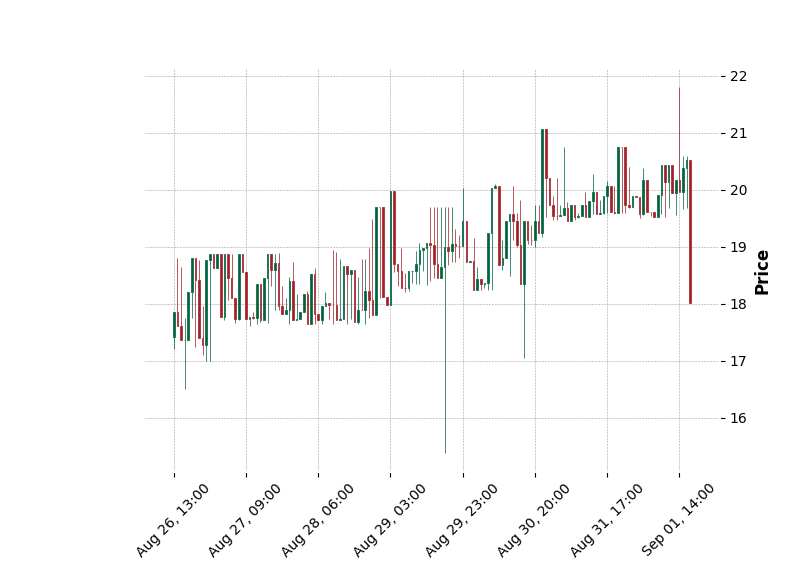 22
21
20
19
18
17
16
Price
Aug 26, 13:00
Aug 27, 09:00
Aug 28, 06:00
Aug 29, 03:00
Aug 29, 23:00
Aug 30, 20:00
Aug 31, 17:00
Sep 01, 14:00